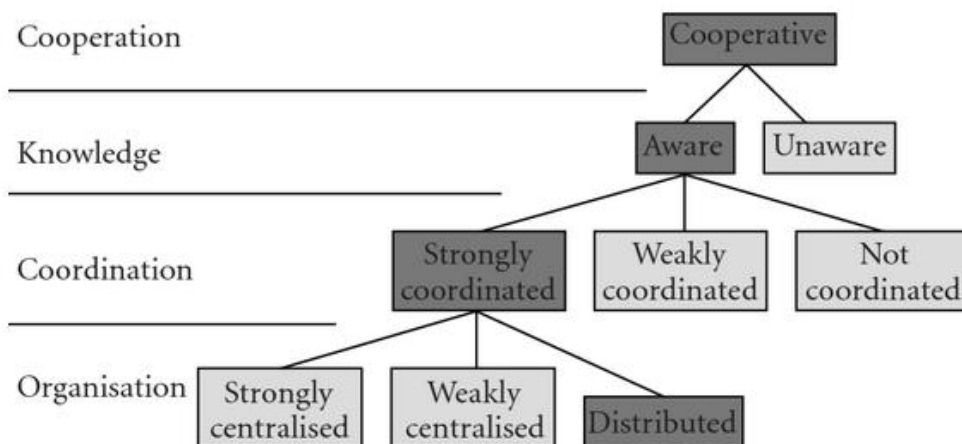 Cooperation
Cooperative
Knowledge
Aware
Unaware
Coordination
Strongly
coordinated
Weakly
coordinated
Not
coordinated
Organisation
Strongly
centralised
Weakly
centralised
Distributed